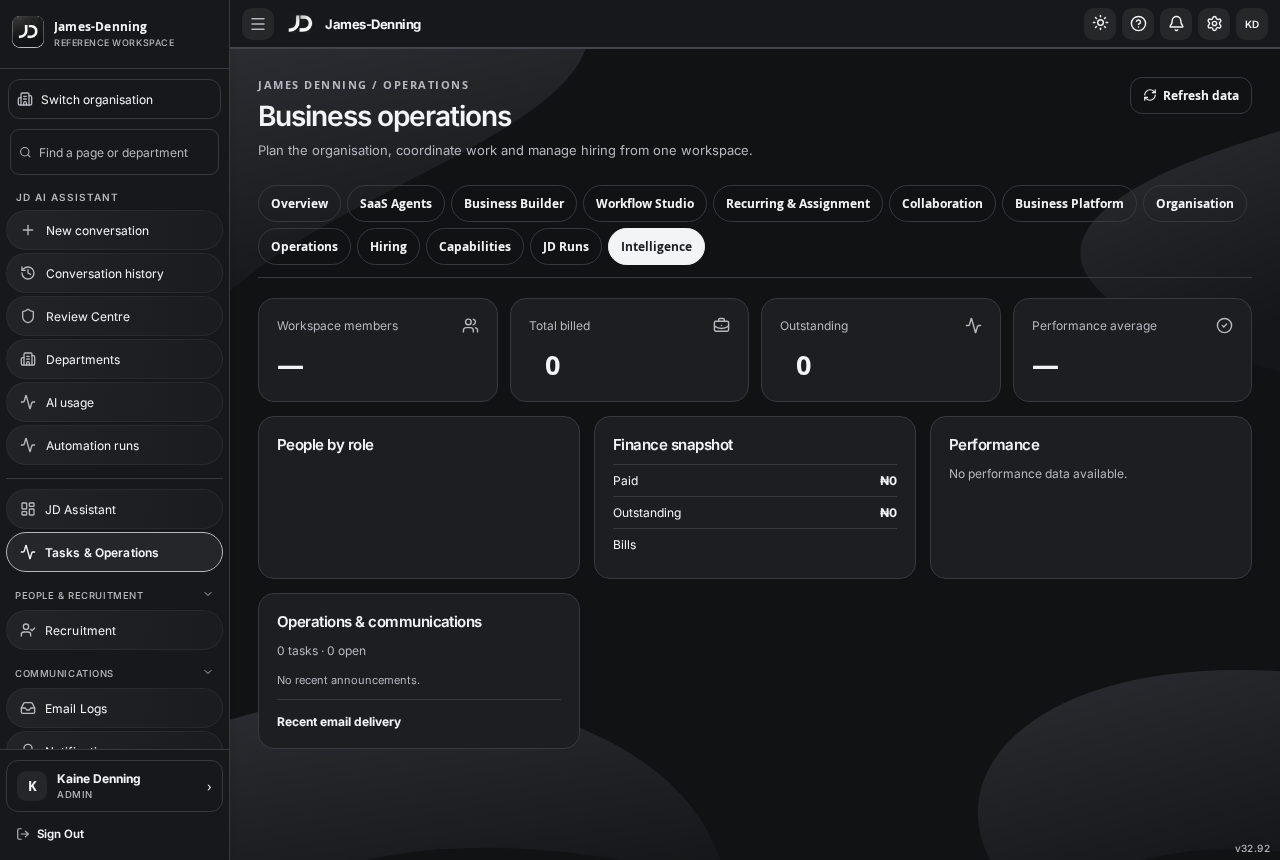 James-Denning
REFERENCE WORKSPACE
Switch organisation
Find a page or department
JD AI ASSISTANT
New conversation
Conversation history
Review Centre
Departments
AI usage
Automation runs
JD Assistant
Tasks & Operations
PEOPLE & RECRUITMENT
Recruitment
COMMUNICATIONS
Email Logs
K
Kaine Denning
ADMIN
Sign Out
JD James-Denning
KD
JAMES DENNING / OPERATIONS
Business operations
Plan the organisation, coordinate work and manage hiring from one workspace.
Refresh data
Overview SaaS Agents Business Builder Workflow Studio Recurring & Assignment Collaboration Business Platform Organisation
Operations Hiring Capabilities JD Runs Intelligence
Workspace members Total billed Outstanding Performance average
— 0 0 —
People by role
Finance snapshot
Paid ₦0
Outstanding ₦0
Bills
Performance
No performance data available.
Operations & communications
0 tasks · 0 open
No recent announcements.
Recent email delivery
v32.92